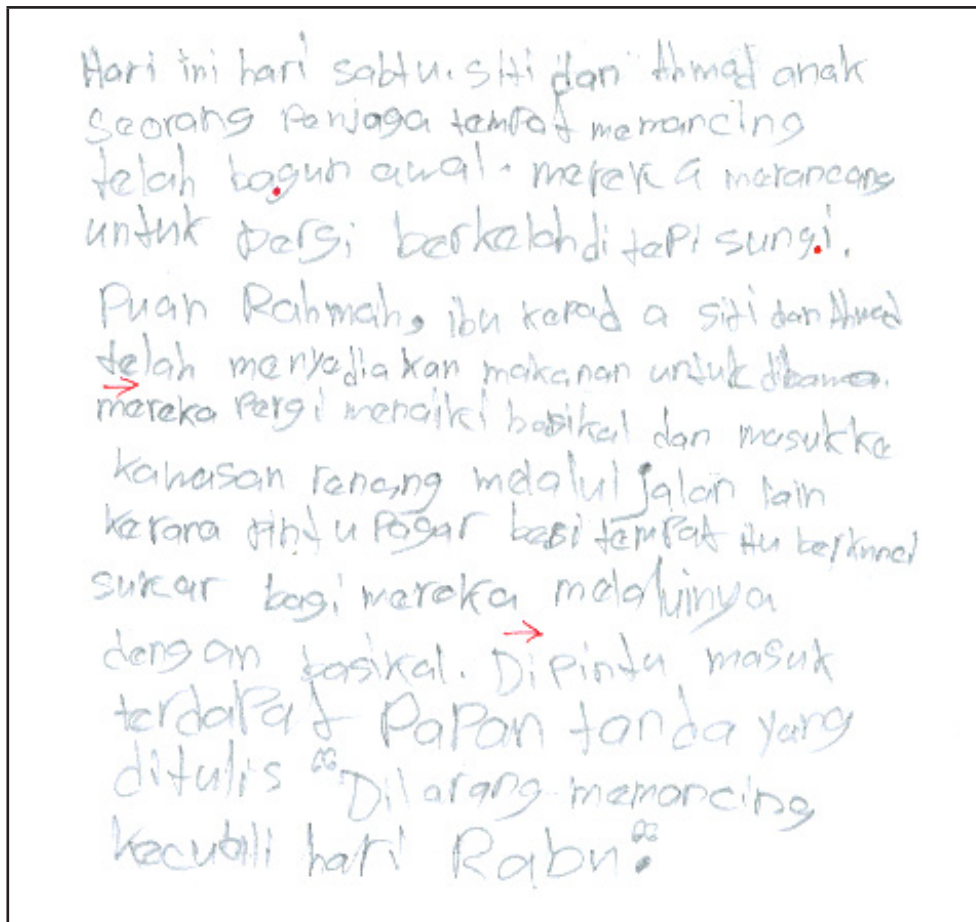 Hari ini hari sabtu. siti dan Ahmad anak
Seorang Penjaga tempat memancing
telah bagun awal. merek a merancang
untuk pergi berkelah di tepi sungi.
Puan Rahmah, ibu kepad a siti dan Ahmad
telah menyediakan makanan untuk dibawa.
mereka Pergi menaiki basikal dan masuk ke
kawasan renang melalui jalan lain
kerana pintu Pagar besi tempat itu berkunci
sukar bagi mereka melaluinya
dengan basikal. Di pintu masuk
terdapat papan tanda yang
ditulis "Dilarang memancing
kecuali hari Rabu."